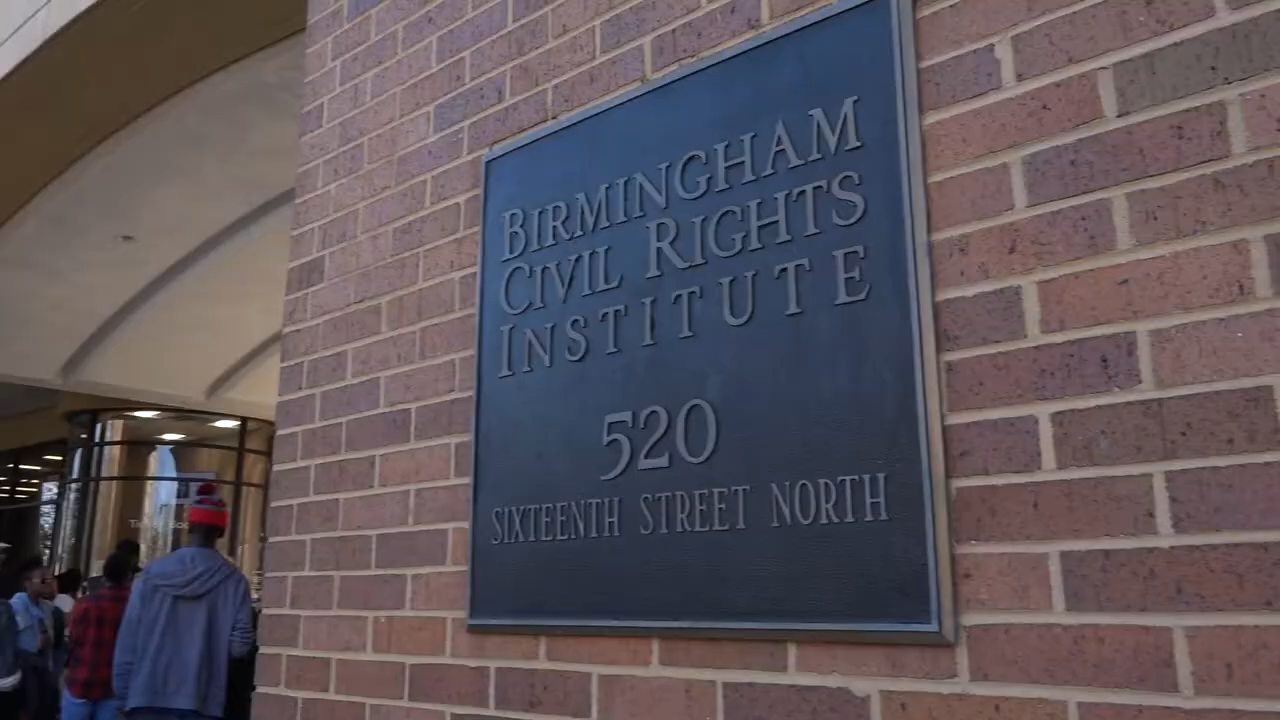 BIRMINGHAM
CIVIL RIGHTS
INSTITUTE
520
SIXTEENTH STREET NORTH